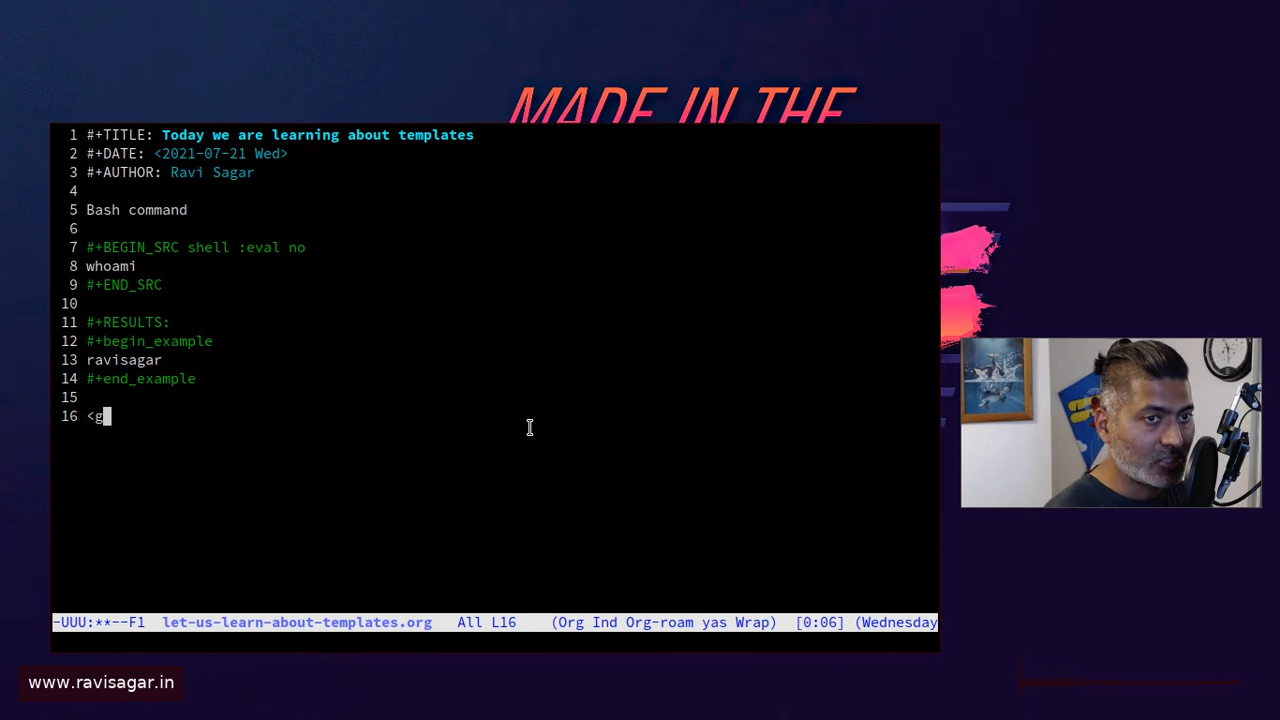 MADE IN THE
1 #+TITLE: Today we are learning about templates
2 #+DATE: <2021-07-21 Wed>
3 #+AUTHOR: Ravi Sagar
4
5 Bash command
6
7 #+BEGIN_SRC shell :eval no
8 whoami
9 #+END_SRC
10
11 #+RESULTS:
12 #+begin_example
13 ravisagar
14 #+end_example
15
16 <g
-UUU:**--F1 let-us-learn-about-templates.org All L16 (Org Ind Org-roam yas Wrap) [0:06] (Wednesday
www.ravisagar.in